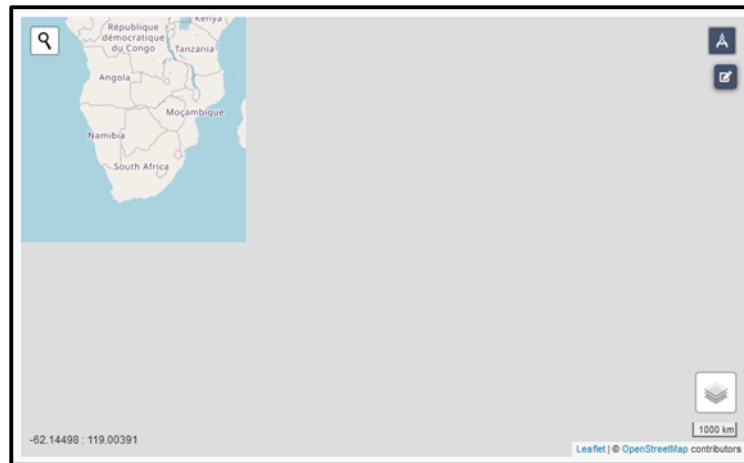 Kenya
République
démocratique
du Congo
Tanzania
Angola
Moçambique
Namibia
South Africa
-62.14498 : 119.00391
1000 km
Leaflet | © OpenStreetMap contributors